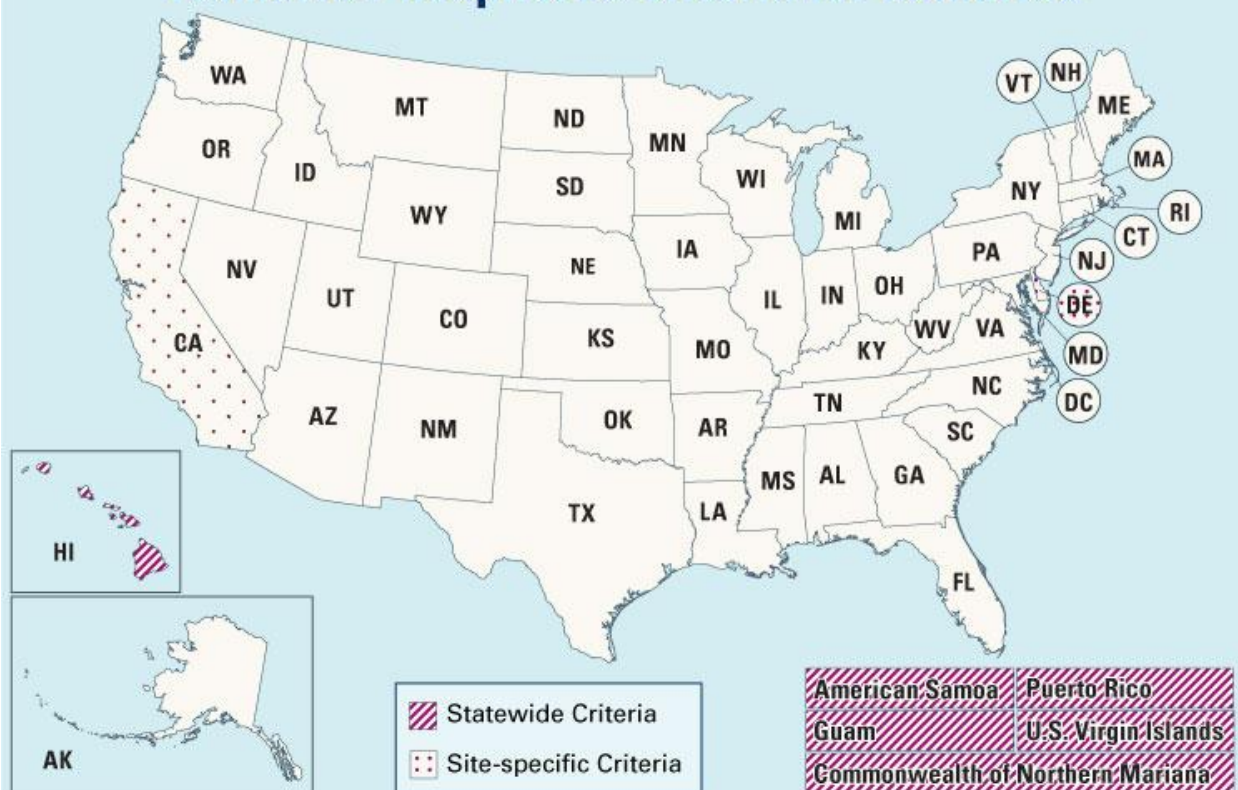 WA
MT
ND
MN
VT
NH
ME
OR
ID
SD
WI
MA
WY
MI
NY
RI
IA
PA
CT
NV
NE
NJ
UT
IL
IN
OH
DE
CO
KS
MO
WV
VA
CA
KY
MD
NC
DC
AZ
NM
OK
TN
AR
SC
MS
AL
GA
TX
LA
HI
FL
AK
Statewide Criteria
Site-specific Criteria
American Samoa
Puerto Rico
Guam
U.S. Virgin Islands
Commonwealth of Northern Mariana